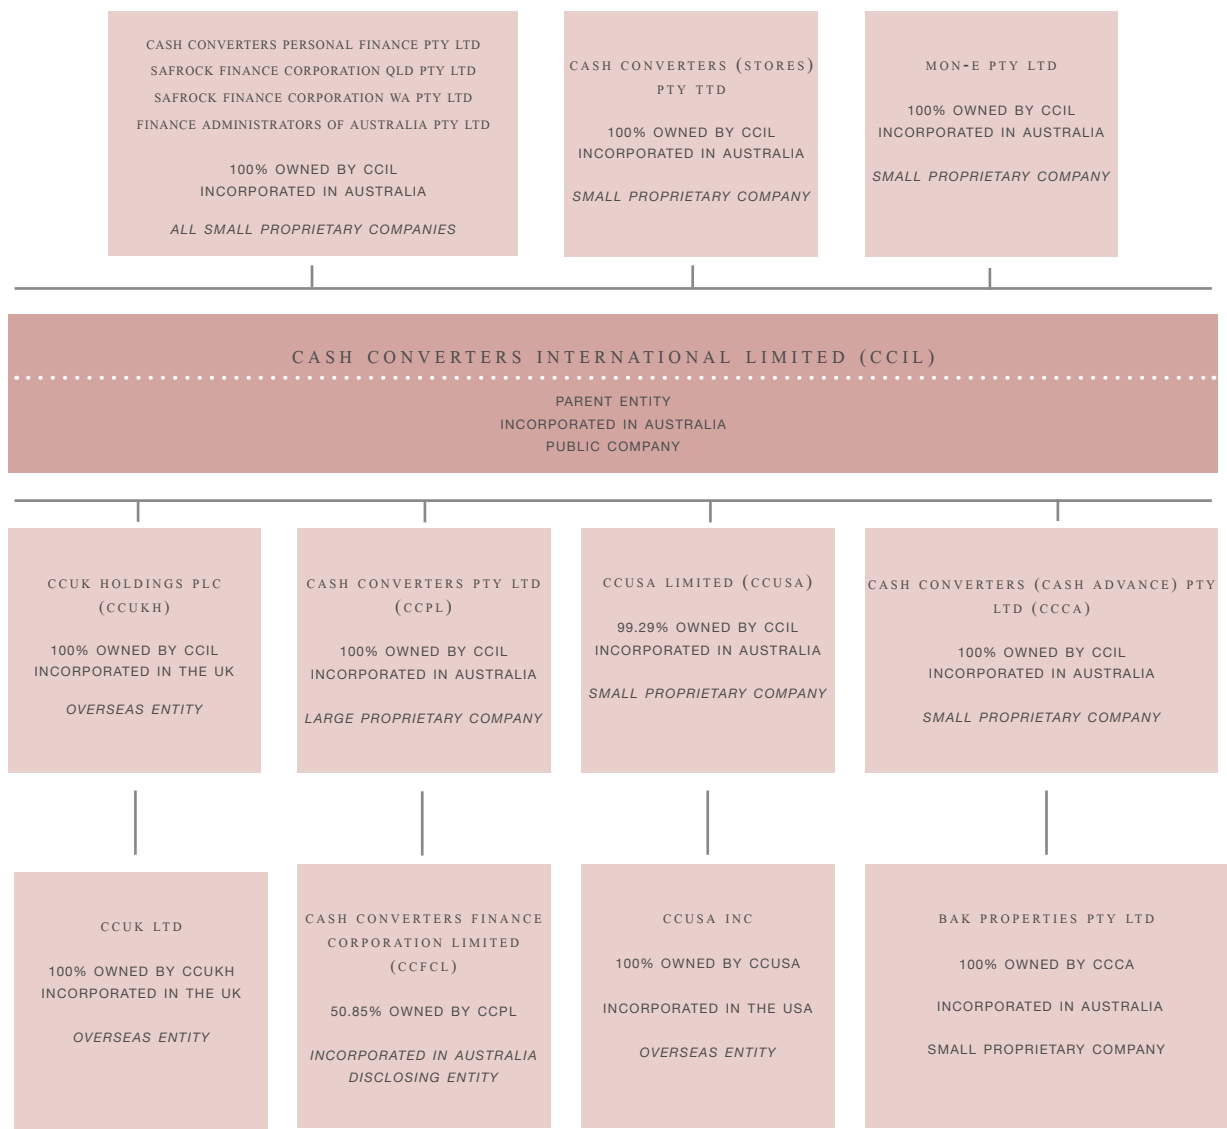 CASH CONVERTERS PERSONAL FINANCE PTY LTD
SAFROCK FINANCE CORPORATION QLD PTY LTD
SAFROCK FINANCE CORPORATION WA PTY LTD
FINANCE ADMINISTRATORS OF AUSTRALIA PTY LTD
100% OWNED BY CCIL
INCORPORATED IN AUSTRALIA
ALL SMALL PROPRIETARY COMPANIES
CASH CONVERTERS (STORES)
PTY TTD
100% OWNED BY CCIL
INCORPORATED IN AUSTRALIA
SMALL PROPRIETARY COMPANY
MON-E PTY LTD
100% OWNED BY CCIL
INCORPORATED IN AUSTRALIA
SMALL PROPRIETARY COMPANY
CASH CONVERTERS INTERNATIONAL LIMITED (CCIL)
PARENT ENTITY
INCORPORATED IN AUSTRALIA
PUBLIC COMPANY
CCUK HOLDINGS PLC
(CCUKH)
100% OWNED BY CCIL
INCORPORATED IN THE UK
OVERSEAS ENTITY
CASH CONVERTERS PTY LTD
(CCPL)
100% OWNED BY CCIL
INCORPORATED IN AUSTRALIA
LARGE PROPRIETARY COMPANY
CCUSA LIMITED (CCUSA)
99.29% OWNED BY CCIL
INCORPORATED IN AUSTRALIA
SMALL PROPRIETARY COMPANY
CASH CONVERTERS (CASH ADVANCE) PTY
LTD (CCCA)
100% OWNED BY CCIL
INCORPORATED IN AUSTRALIA
SMALL PROPRIETARY COMPANY
CCUK LTD
100% OWNED BY CCUKH
INCORPORATED IN THE UK
OVERSEAS ENTITY
CASH CONVERTERS FINANCE
CORPORATION LIMITED
(CCFCL)
50.85% OWNED BY CCPL
INCORPORATED IN AUSTRALIA
DISCLOSING ENTITY
CCUSA INC
100% OWNED BY CCUSA
INCORPORATED IN THE USA
OVERSEAS ENTITY
BAK PROPERTIES PTY LTD
100% OWNED BY CCCA
INCORPORATED IN AUSTRALIA
SMALL PROPRIETARY COMPANY